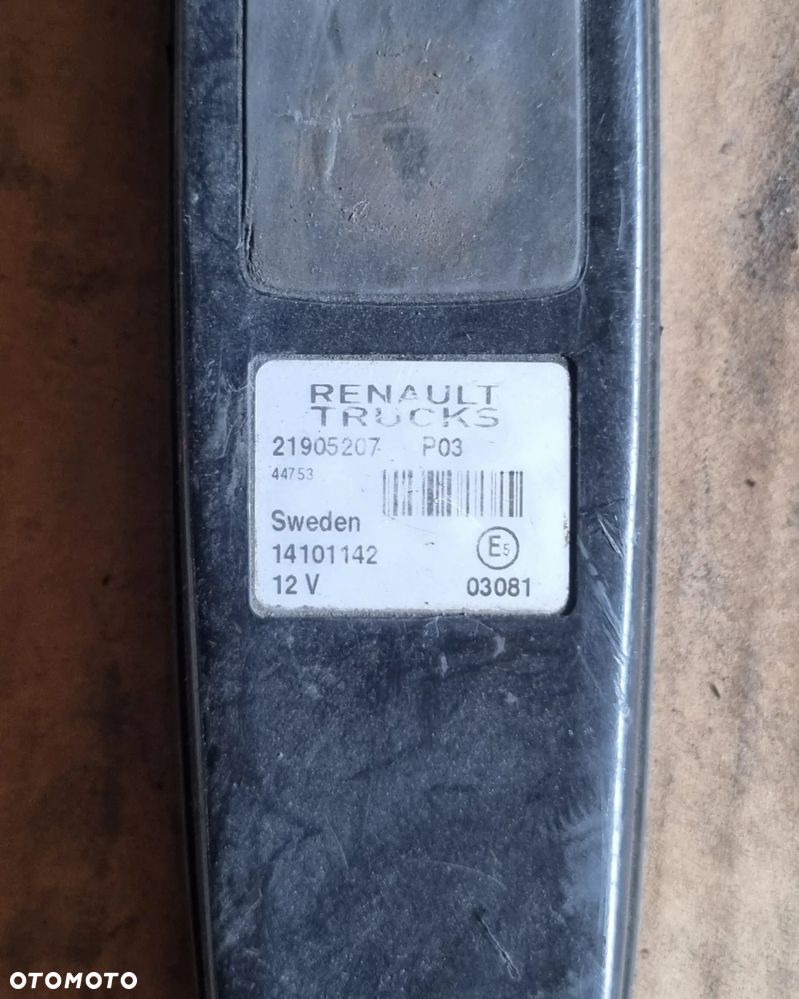 RENAULT
TRUCKS
21905207 P03
44753
Sweden
14101142 E5
12 V 03081
OTOMOTO